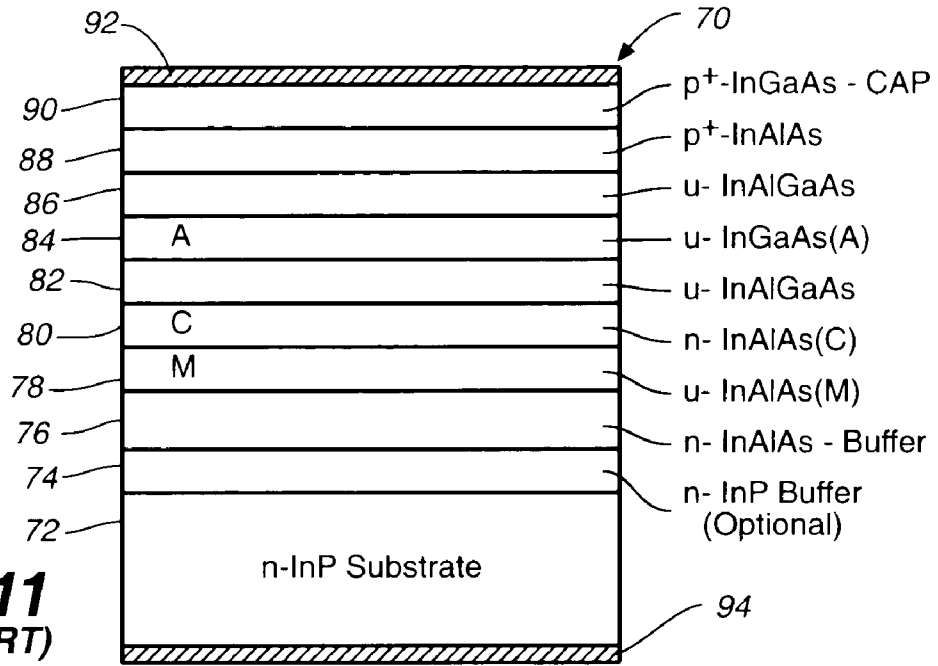 92
70
90
p+-InGaAs - CAP
88
p+-InAlAs
86
u- InAlGaAs
84
A
u- InGaAs(A)
82
u- InAlGaAs
80
C
n- InAlAs(C)
78
M
u- InAlAs(M)
76
n- InAlAs - Buffer
74
n- InP Buffer
(Optional)
72
n-InP Substrate
11
RT)
94